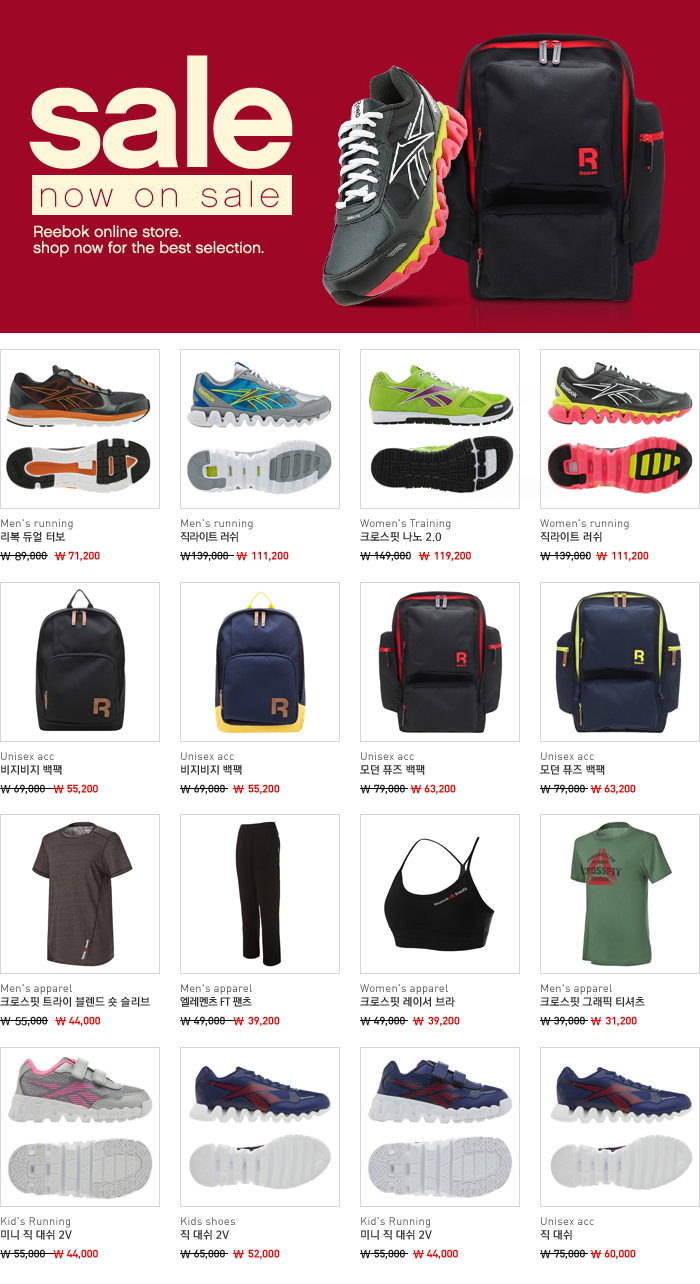 sale
now on sale
Reebok online store.
shop now for the best selection.
R
Reebok
Men's running
리복 듀얼 터보
₩ 89,000 ₩ 71,200
Men's running
직라이트 러쉬
₩139,000 ₩ 111,200
Women's Training
크로스핏 나노 2.0
₩ 149,000 ₩ 119,200
Women's running
직라이트 러쉬
₩ 139,000 ₩ 111,200
Unisex acc
비지비지 백팩
₩ 69,000 ₩ 55,200
Unisex acc
비지비지 백팩
₩ 69,000 ₩ 55,200
Unisex acc
모던 퓨즈 백팩
₩ 79,000 ₩ 63,200
Unisex acc
모던 퓨즈 백팩
₩ 79,000 ₩ 63,200
Men's apparel
크로스핏 트라이 블렌드 숏 슬리브
₩ 55,000 ₩ 44,000
Men's apparel
엘레멘츠 FT 팬츠
₩ 49,000 ₩ 39,200
Women's apparel
크로스핏 레이서 브라
₩ 49,000 ₩ 39,200
CROSSFIT
Men's apparel
크로스핏 그래픽 티셔츠
₩ 39,000 ₩ 31,200
Kid's Running
미니 직 대쉬 2V
₩ 55,000 ₩ 44,000
Kids shoes
직 대쉬 2V
₩ 65,000 ₩ 52,000
Kid's Running
미니 직 대쉬 2V
₩ 55,000 ₩ 44,000
Unisex acc
직 대쉬
₩ 75,000 ₩ 60,000